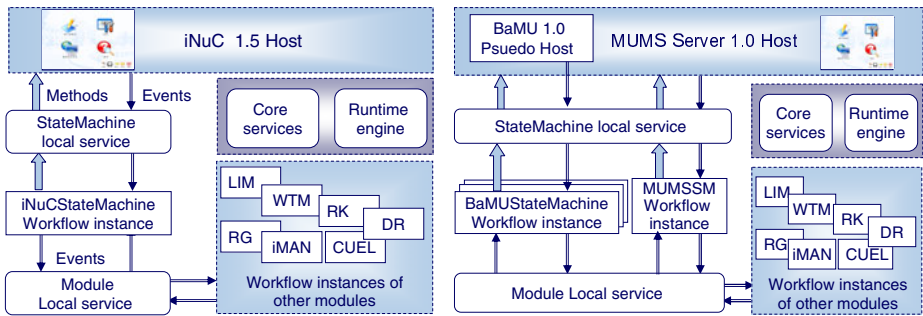 iNuC 1.5 Host
Methods
Events
StateMachine
local service
Core
services
Runtime
engine
iNuCStateMachine
Workflow instance
LIM
WTM
RK
DR
RG
iMAN
CUEL
Events
Module
Local service
Workflow instances of
other modules
BaMU 1.0
Psuedo Host
MUMS Server 1.0 Host
StateMachine local service
Core
services
Runtime
engine
BaMUStateMachine
Workflow instance
MUMSSM
Workflow
instance
LIM
WTM
RK
DR
RG
iMAN
CUEL
Module Local service
Workflow instances
of other modules